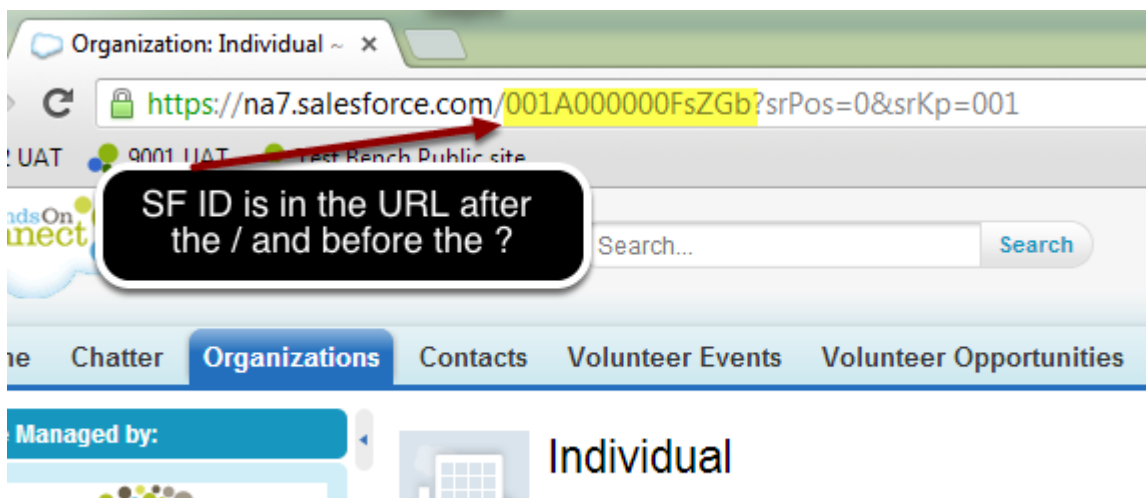 Organization: Individual ~ ×
https://na7.salesforce.com/001A000000FsZGb?srPos=0&srKp=001
UAT 9001 UAT Test Bench Public site
SF ID is in the URL after
the / and before the ?
Search... Search
Chatter Organizations Contacts Volunteer Events Volunteer Opportunities
Managed by:
Individual